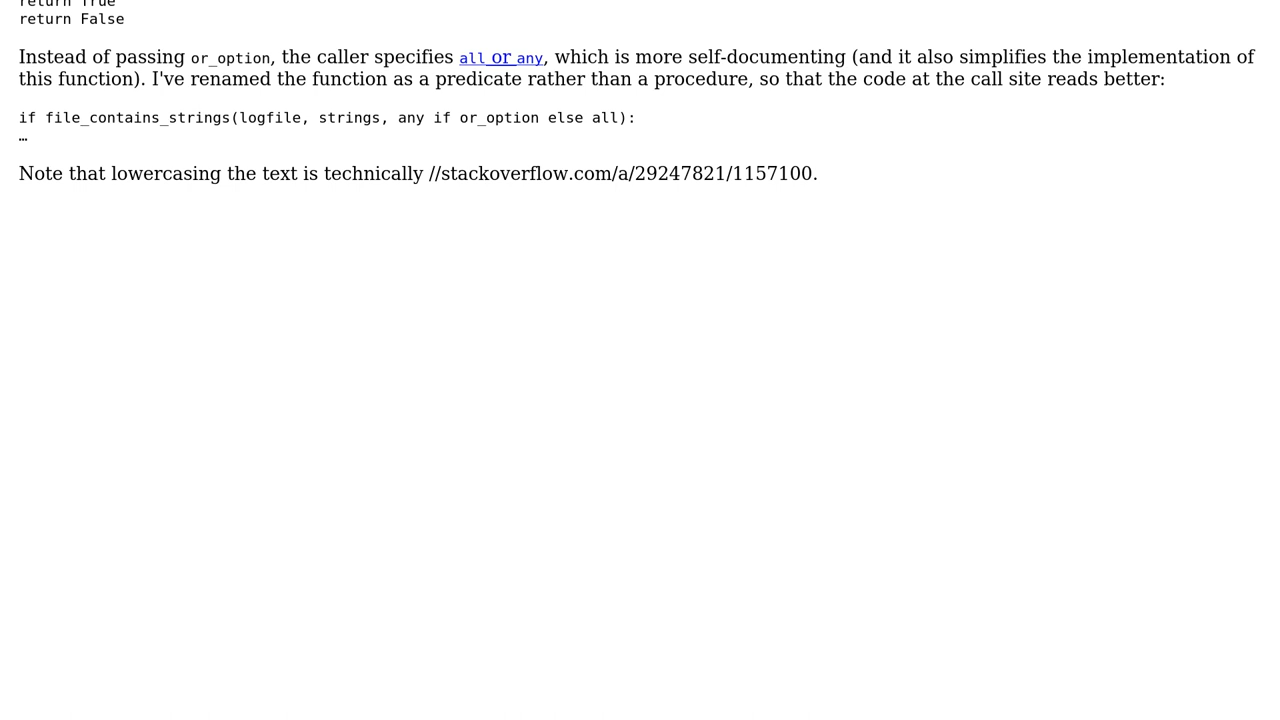 return True
return False
Instead of passing or_option, the caller specifies all or any, which is more self-documenting (and it also simplifies the implementation of
this function). I've renamed the function as a predicate rather than a procedure, so that the code at the call site reads better:
if file_contains_strings(logfile, strings, any if or_option else all):
…
Note that lowercasing the text is technically //stackoverflow.com/a/29247821/1157100.